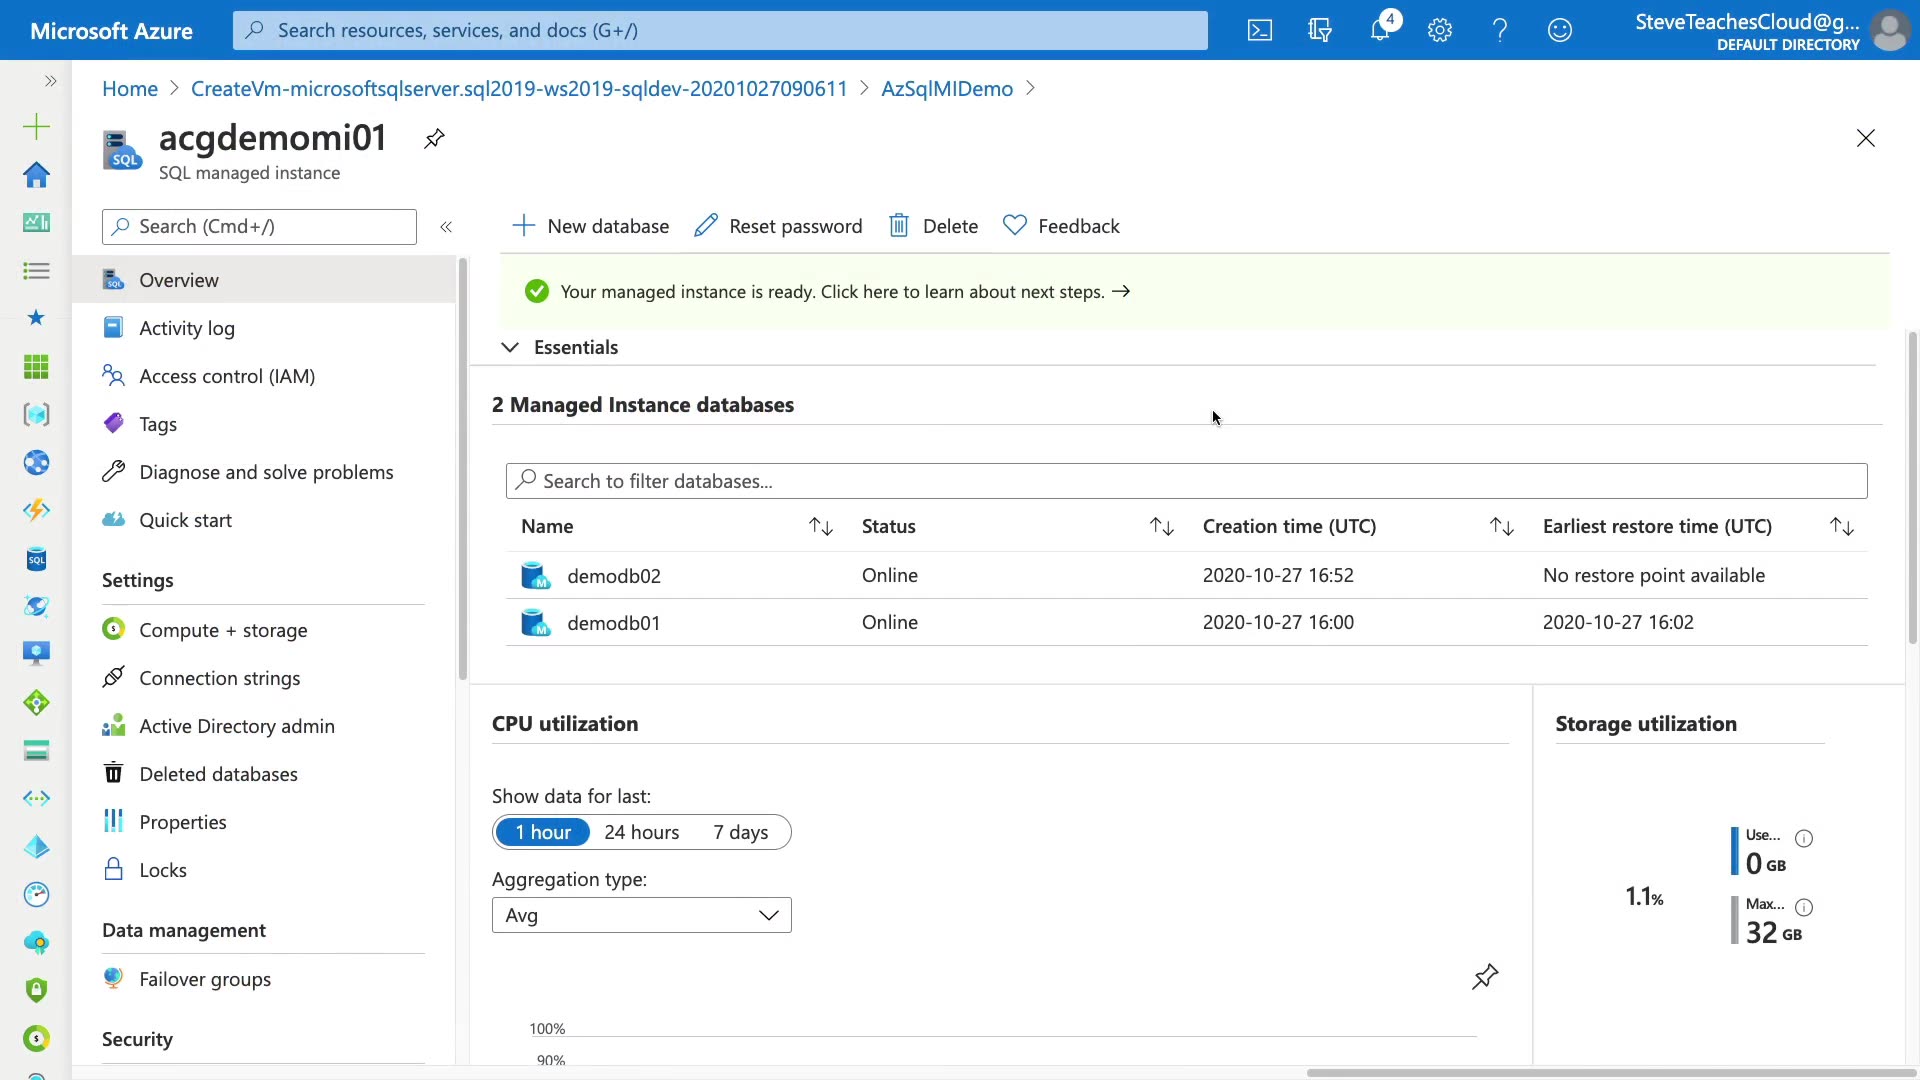 Microsoft Azure
Search resources, services, and docs (G+/)
4
SteveTeachesCloud@g...
DEFAULT DIRECTORY
Home > CreateVm-microsoftsqlserver.sql2019-ws2019-sqldev-20201027090611 > AzSqlMIDemo >
acgdemomi01
SQL managed instance
SQL
Search (Cmd+/)
New database
Reset password
Delete
Feedback
Overview
Activity log
Access control (IAM)
Tags
Diagnose and solve problems
Quick start
Settings
Compute + storage
Connection strings
Active Directory admin
Deleted databases
Properties
Locks
Data management
Failover groups
Security
Your managed instance is ready. Click here to learn about next steps. →
Essentials
2 Managed Instance databases
Search to filter databases...
Name Status Creation time (UTC) Earliest restore time (UTC)
demodb02 Online 2020-10-27 16:52 No restore point available
demodb01 Online 2020-10-27 16:00 2020-10-27 16:02
CPU utilization
Show data for last:
1 hour 24 hours 7 days
Aggregation type:
Avg
100%
90%
Storage utilization
1.1%
Use...
0 GB
Max...
32 GB